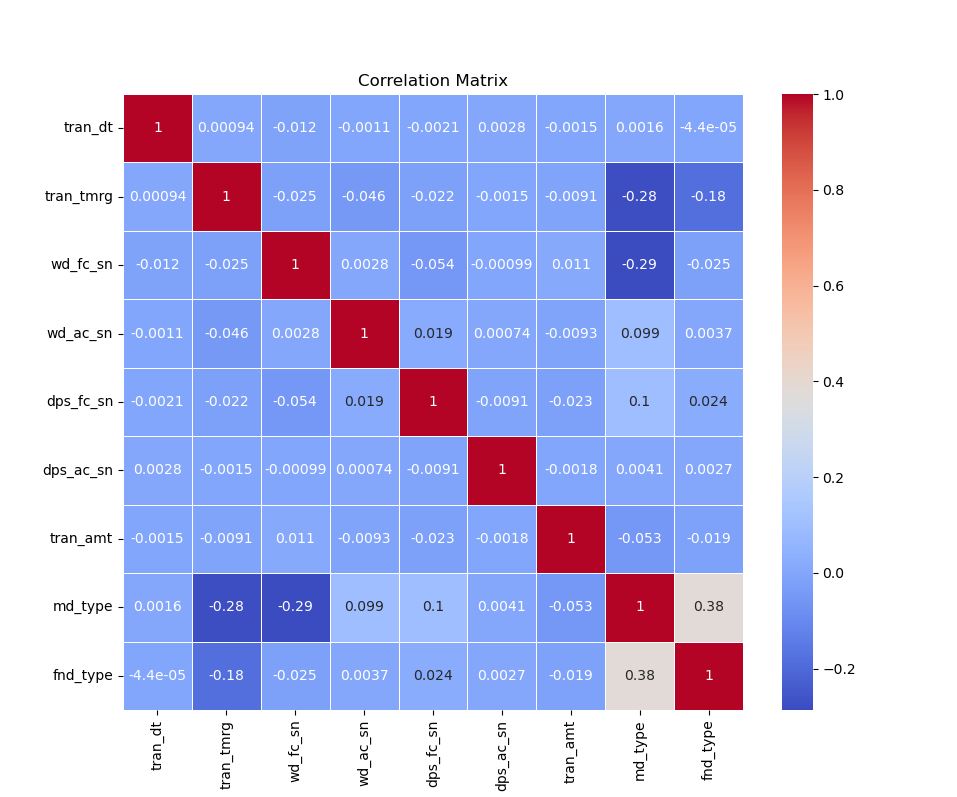 Correlation Matrix
tran_dt 1 0.00094 -0.012 -0.0011 -0.0021 0.0028 -0.0015 0.0016 -4.4e-05
tran_tmrg 0.00094 1 -0.025 -0.046 -0.022 -0.0015 -0.0091 -0.28 -0.18
wd_fc_sn -0.012 -0.025 1 0.0028 -0.054 -0.00099 0.011 -0.29 -0.025
wd_ac_sn -0.0011 -0.046 0.0028 1 0.019 0.00074 -0.0093 0.099 0.0037
dps_fc_sn -0.0021 -0.022 -0.054 0.019 1 -0.0091 -0.023 0.1 0.024
dps_ac_sn 0.0028 -0.0015 -0.00099 0.00074 -0.0091 1 -0.0018 0.0041 0.0027
tran_amt -0.0015 -0.0091 0.011 -0.0093 -0.023 -0.0018 1 -0.053 -0.019
md_type 0.0016 -0.28 -0.29 0.099 0.1 0.0041 -0.053 1 0.38
fnd_type -4.4e-05 -0.18 -0.025 0.0037 0.024 0.0027 -0.019 0.38 1
tran_dt tran_tmrg wd_fc_sn wd_ac_sn dps_fc_sn dps_ac_sn tran_amt md_type fnd_type
1.0
0.8
0.6
0.4
0.2
0.0
−0.2